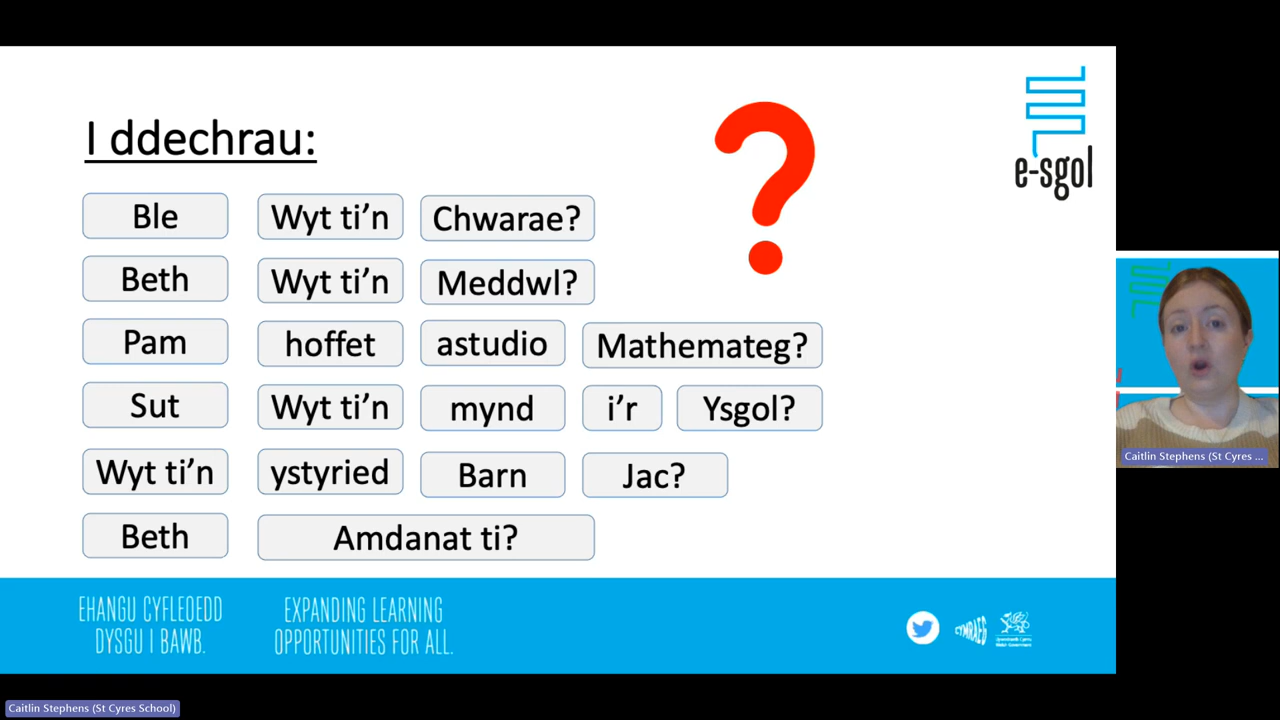 I ddechrau:
Ble Wyt ti’n Chwarae?
Beth Wyt ti’n Meddwl?
Pam hoffet astudio Mathemateg?
Sut Wyt ti’n mynd i’r Ysgol?
Wyt ti’n ystyried Barn Jac?
Beth Amdanat ti?
e-sgol
Caitlin Stephens (St Cyres ...
EHANGU CYFLEOEDD
DYSGU I BAWB.
EXPANDING LEARNING
OPPORTUNITIES FOR ALL.
CYMRAEG
Caitlin Stephens (St Cyres School)